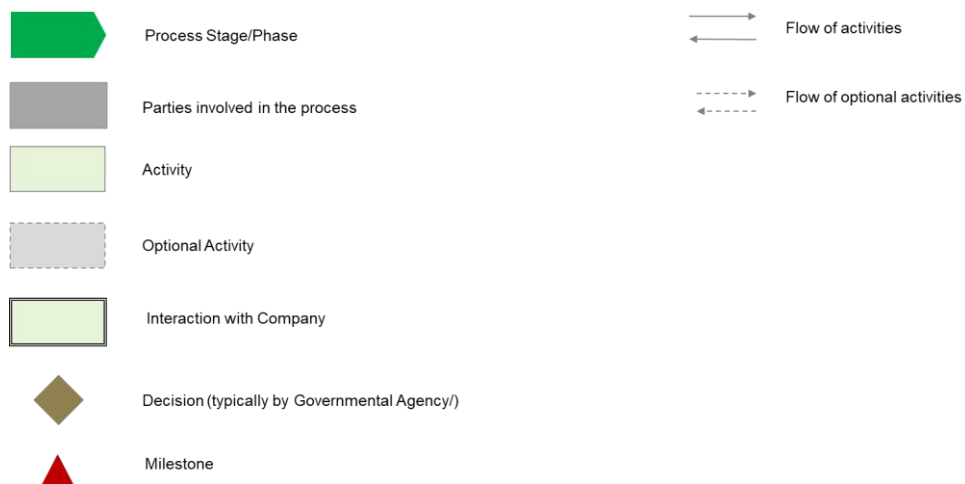 Process Stage/Phase
Flow of activities
Parties involved in the process
Flow of optional activities
Activity
Optional Activity
Interaction with Company
Decision (typically by Governmental Agency/)
Milestone